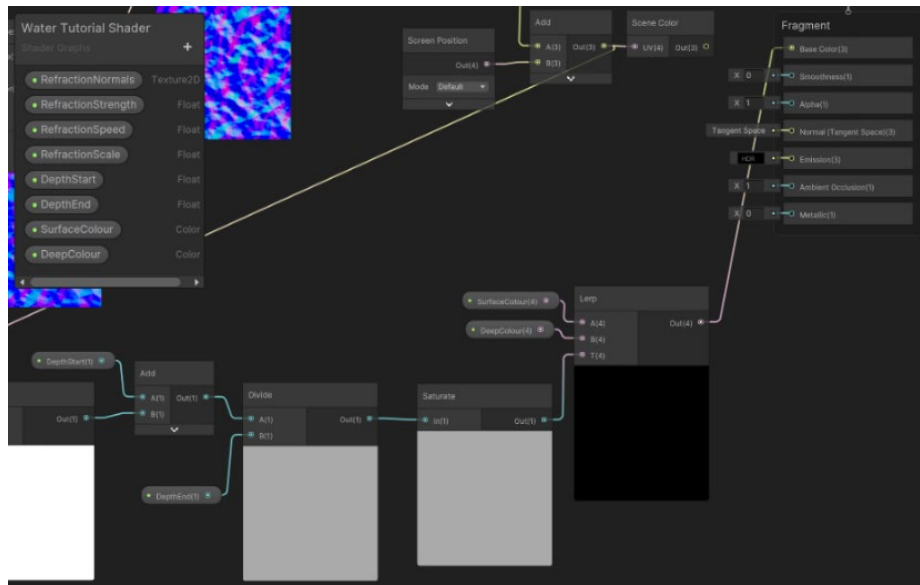 Water Tutorial Shader
Shader Graphs
+
RefractionNormals Texture2D
RefractionStrength Float
RefractionSpeed Float
RefractionScale Float
DepthStart Float
DepthEnd Float
SurfaceColour Color
DeepColour Color
Screen Position
Out(4)
Mode Default
Add
A(3) Out(3)
B(3)
Scene Color
UV(4) Out(3)
Fragment
Base Color(3)
X 0 Smoothness(1)
X 1 Alpha(1)
Tangent Space Normal (Tangent Space)(3)
HDR Emission(3)
X 1 Ambient Occlusion(1)
X 0 Metallic(1)
SurfaceColour(4)
DeepColour(4)
Lerp
A(4) Out(4)
B(4)
T(4)
DepthStart(1)
Out(1)
Add
A(1) Out(1)
B(1)
DepthEnd(1)
Divide
A(1) Out(1)
B(1)
Saturate
In(1) Out(1)